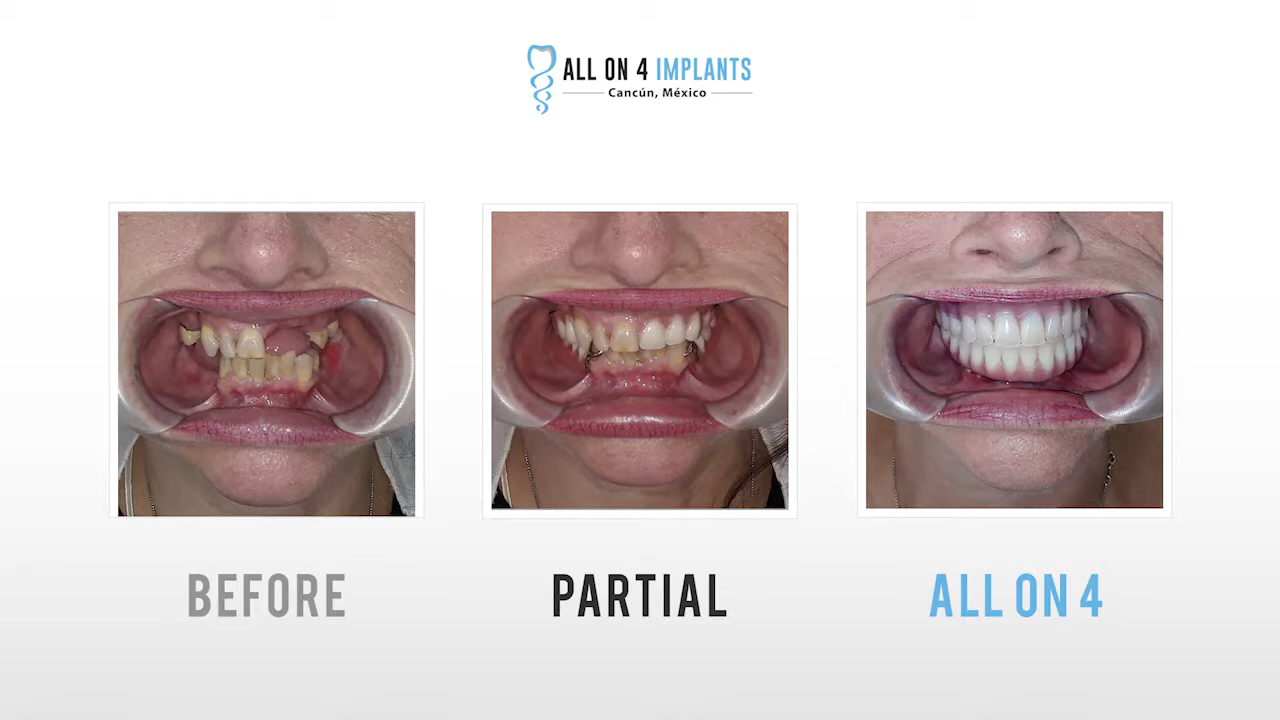 ALL ON 4 IMPLANTS
Cancún, México
BEFORE
PARTIAL
ALL ON 4